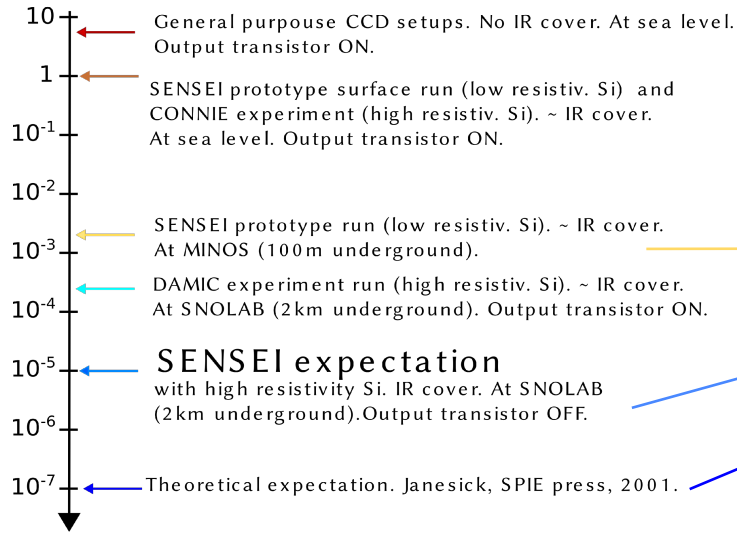 10
General purpouse CCD setups. No IR cover. At sea level.
Output transistor ON.
1
SENSEI prototype surface run (low resistiv. Si) and
CONNIE experiment (high resistiv. Si). ~ IR cover.
At sea level. Output transistor ON.
10⁻¹
10⁻²
SENSEI prototype run (low resistiv. Si). ~ IR cover.
At MINOS (100m underground).
10⁻³
DAMIC experiment run (high resistiv. Si). ~ IR cover.
At SNOLAB (2km underground). Output transistor ON.
10⁻⁴
SENSEI expectation
10⁻⁵
with high resistivity Si. IR cover. At SNOLAB
(2km underground).Output transistor OFF.
10⁻⁶
10⁻⁷
Theoretical expectation. Janesick, SPIE press, 2001.